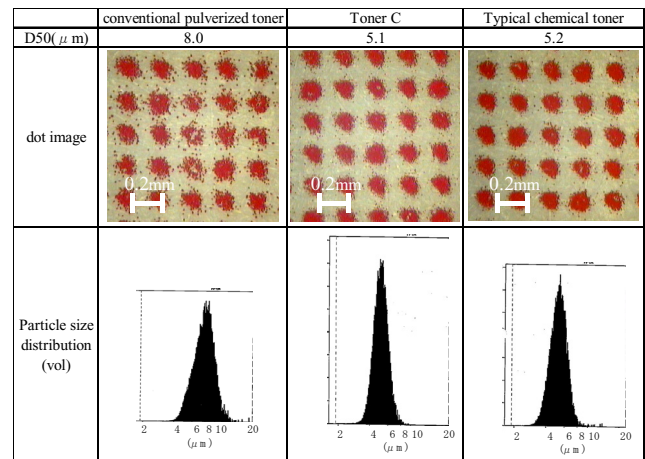 conventional pulverized toner Toner C Typical chemical toner
D50(μm) 8.0 5.1 5.2
dot image
0.2mm 0.2mm 0.2mm
Particle size
distribution
(vol)
2 4 6 8 10 20 2 4 6 8 10 20 2 4 6 8 10 20
(μm) (μm) (μm)